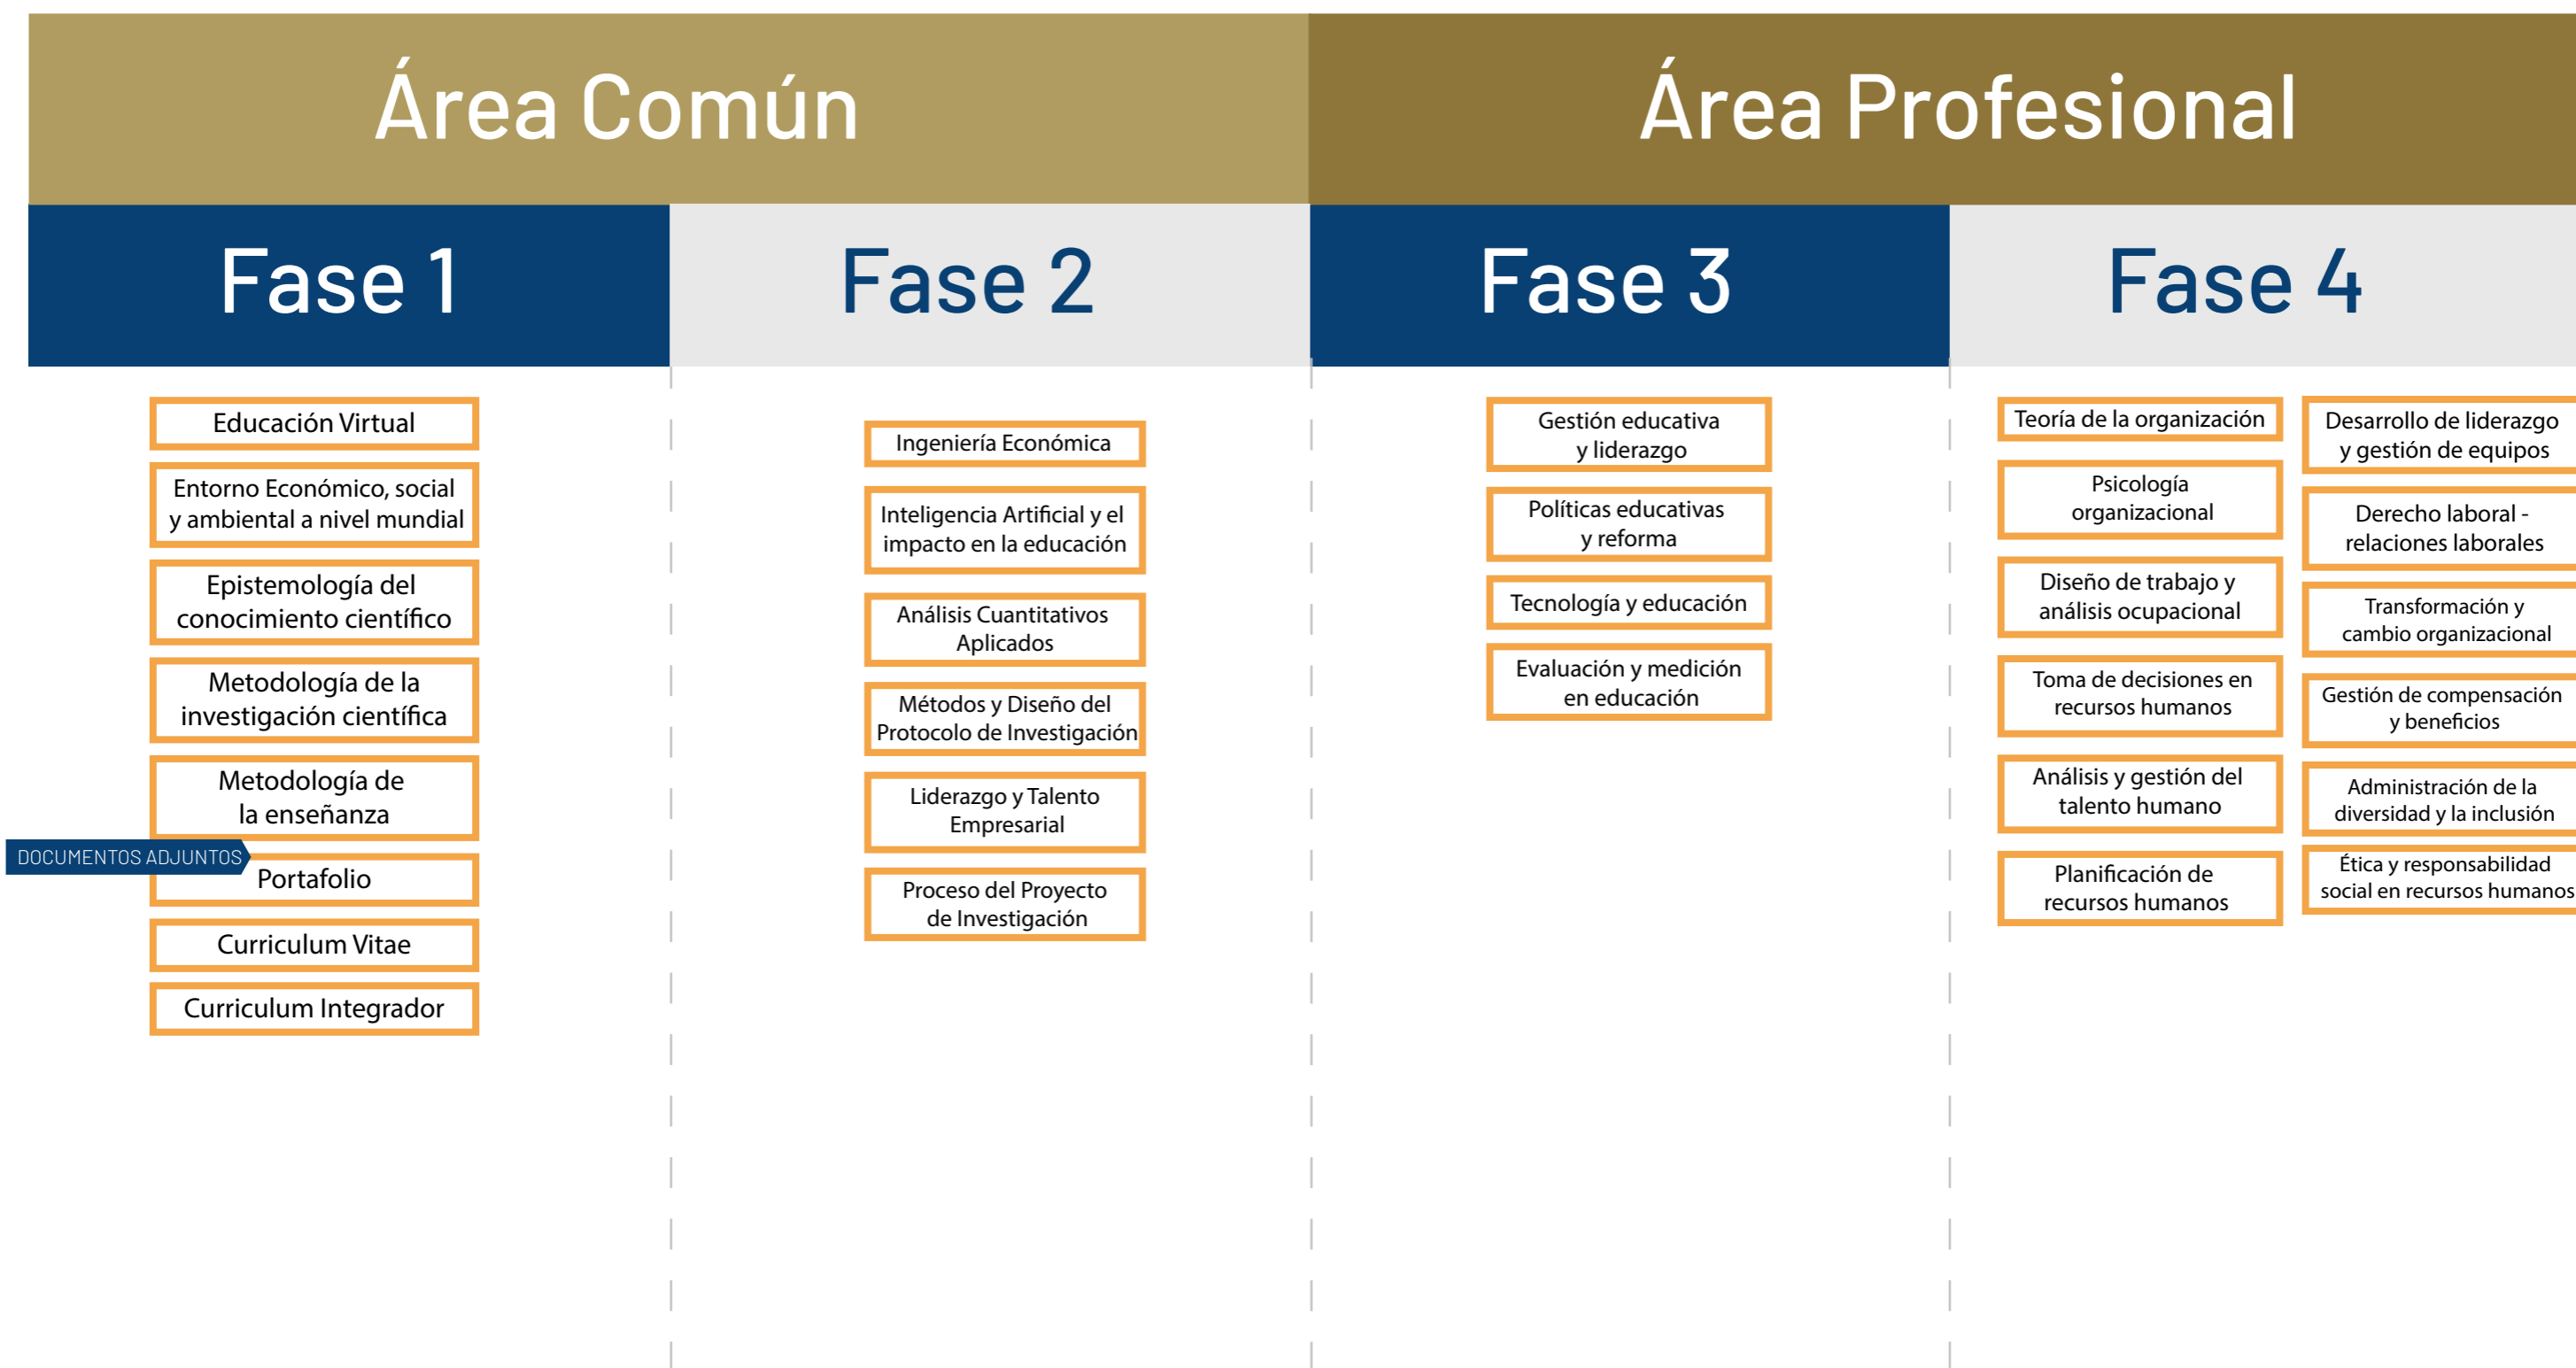 Área Común
Área Profesional
Fase 1
Fase 2
Fase 3
Fase 4
Educación Virtual
Entorno Económico, social
y ambiental a nivel mundial
Epistemología del
conocimiento científico
Metodología de la
investigación científica
Metodología de
la enseñanza
DOCUMENTOS ADJUNTOS
Portafolio
Curriculum Vitae
Curriculum Integrador
Ingeniería Económica
Inteligencia Artificial y el
impacto en la educación
Análisis Cuantitativos
Aplicados
Métodos y Diseño del
Protocolo de Investigación
Liderazgo y Talento
Empresarial
Proceso del Proyecto
de Investigación
Gestión educativa
y liderazgo
Políticas educativas
y reforma
Tecnología y educación
Evaluación y medición
en educación
Teoría de la organización
Psicología
organizacional
Diseño de trabajo y
análisis ocupacional
Toma de decisiones en
recursos humanos
Análisis y gestión del
talento humano
Planificación de
recursos humanos
Desarrollo de liderazgo
y gestión de equipos
Derecho laboral -
relaciones laborales
Transformación y
cambio organizacional
Gestión de compensación
y beneficios
Administración de la
diversidad y la inclusión
Ética y responsabilidad
social en recursos humanos